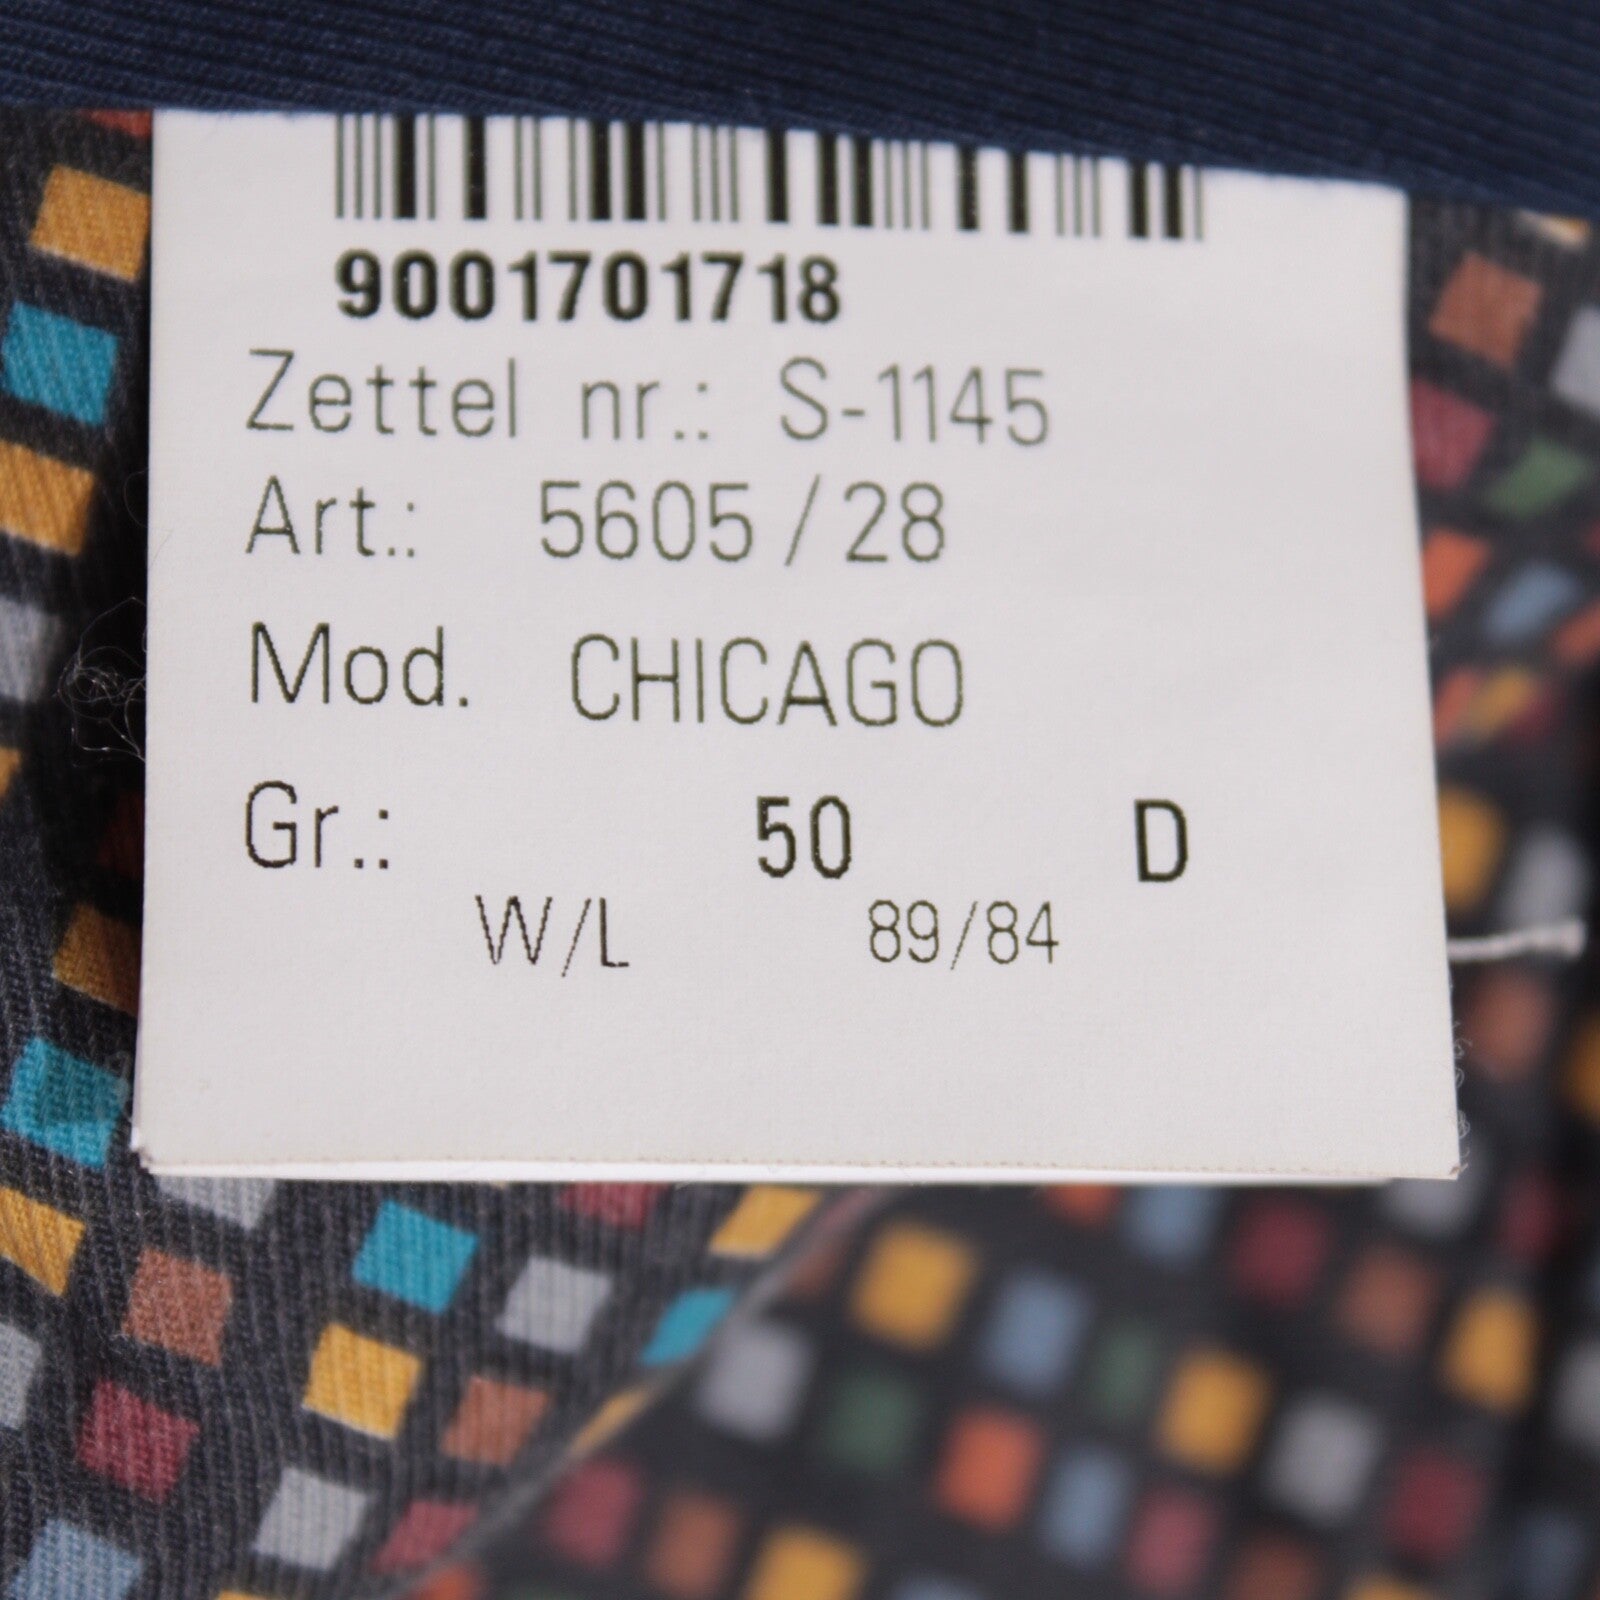 9001701718
Zettel nr.: S-1145
Art.: 5605/28
Mod. CHICAGO
Gr.: 50 D
W/L 89/84